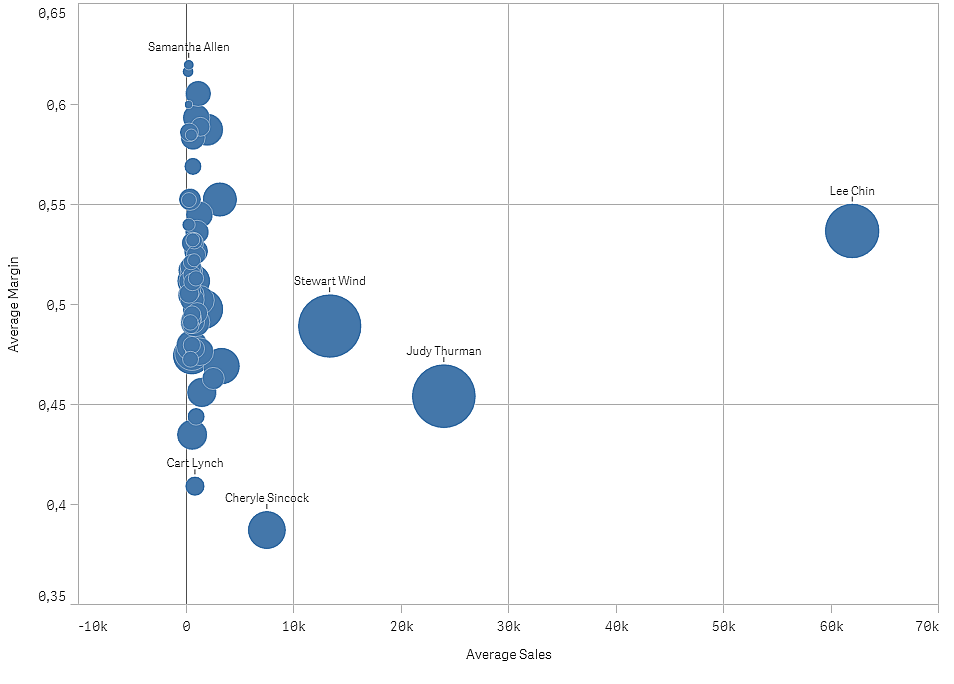 0,65
Samantha Allen
0,6
Lee Chin
0,55
Average Margin
Stewart Wind
0,5
Judy Thurman
0,45
Cart Lynch
Cheryle Sincock
0,4
0,35
-10k 0 10k 20k 30k 40k 50k 60k 70k
Average Sales